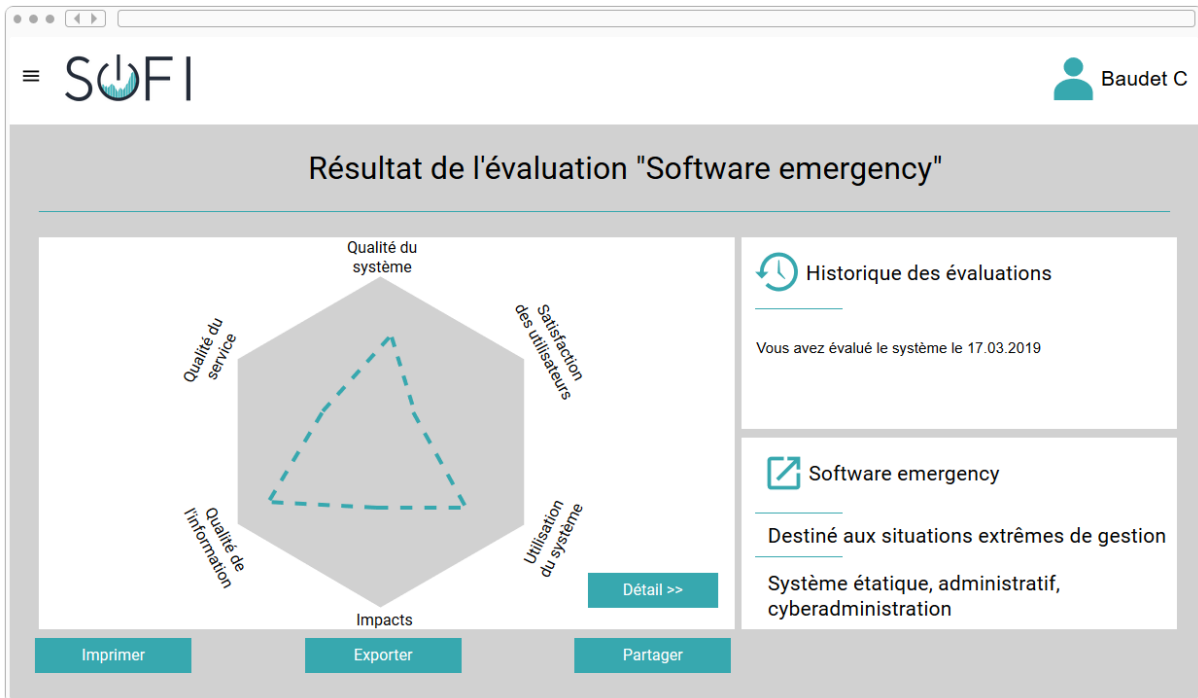 SOFI
Baudet C
Résultat de l'évaluation "Software emergency"
Qualité du
système
Satisfaction
des utilisateurs
Utilisation
du système
Impacts
Qualité de
l'information
Qualité du
service
Détail >>
Historique des évaluations
Vous avez évalué le système le 17.03.2019
Software emergency
Destiné aux situations extrêmes de gestion
Système étatique, administratif,
cyberadministration
Imprimer
Exporter
Partager